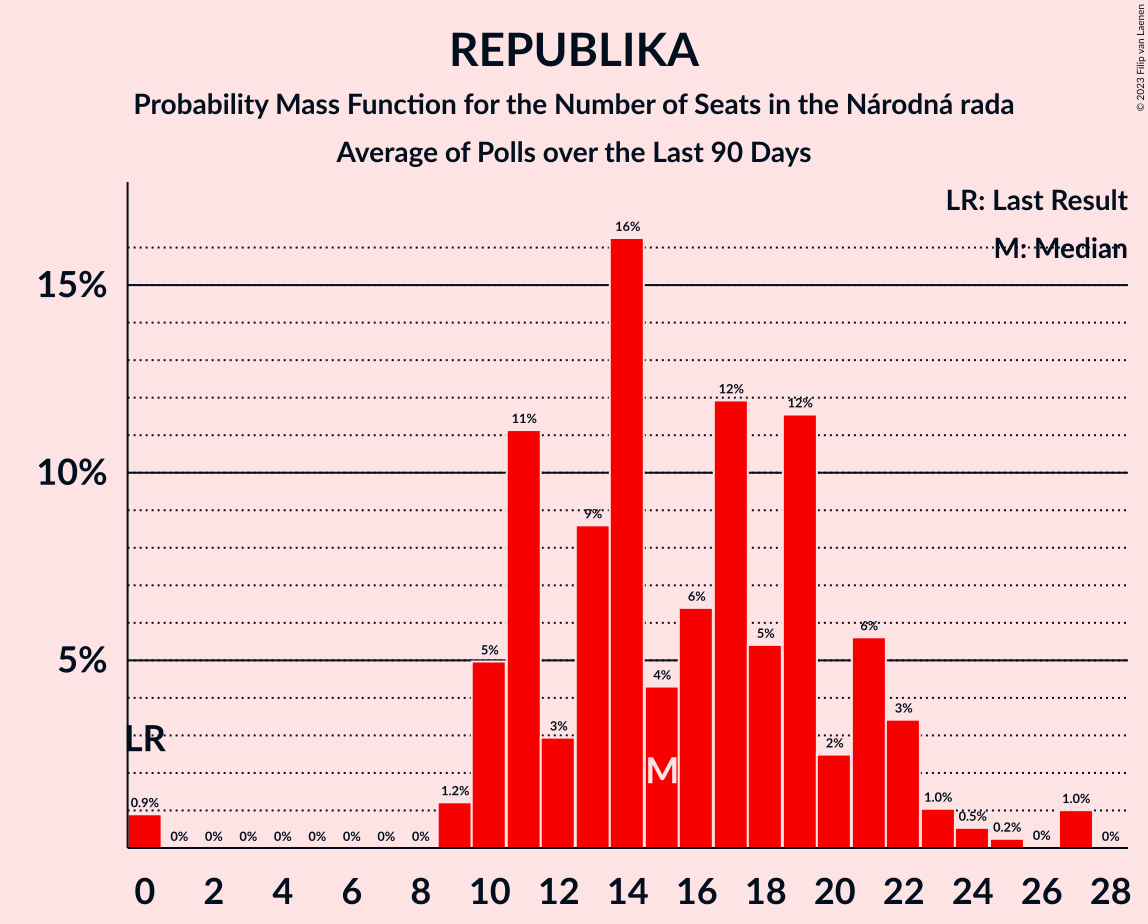 REPUBLIKA
Probability Mass Function for the Number of Seats in the Národná rada
Average of Polls over the Last 90 Days
© 2023 Filip van Laenen
LR: Last Result
M: Median
15%
10%
5%
LR
M
0.9% 0% 0% 0% 0% 0% 0% 0% 0% 1.2% 5% 11% 3% 9% 16% 4% 6% 12% 5% 12% 2% 6% 3% 1.0% 0.5% 0.2% 0% 1.0% 0%
0 2 4 6 8 10 12 14 16 18 20 22 24 26 28